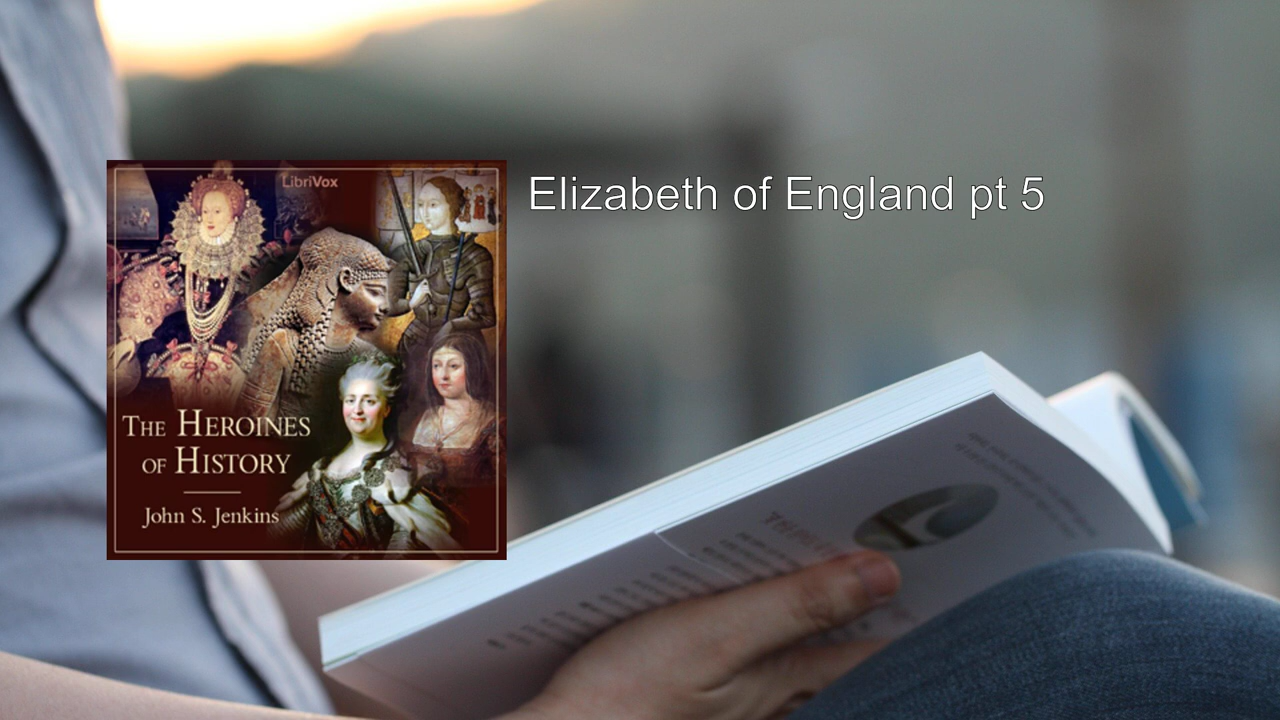 LibriVox
Elizabeth of England pt 5
THE HEROINES
OF HISTORY
John S. Jenkins